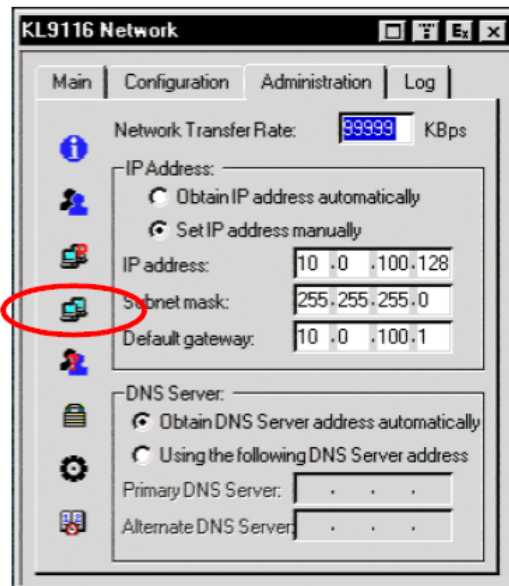 KL9116 Network
Main Configuration Administration Log
Network Transfer Rate: 99999 KBps
IP Address:
Obtain IP address automatically
Set IP address manually
IP address: 10 .0 .100.128
Subnet mask: 255.255.255.0
Default gateway: 10 .0 .100.1
DNS Server:
Obtain DNS Server address automatically
Using the following DNS Server address
Primary DNS Server: . . .
Alternate DNS Server: . . .